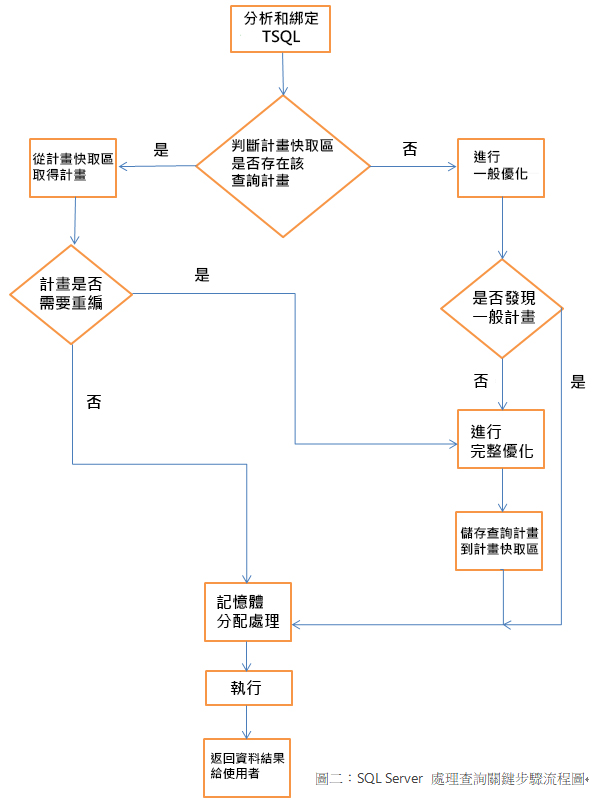 分析和綁定
TSQL
判斷計畫快取區
是否存在該
查詢計畫
是
否
從計畫快取區
取得計畫
進行
一般優化
計畫是否
需要重編
是
是否發現
一般計畫
否
是
否
進行
完整優化
儲存查詢計畫
到計畫快取區
記憶體
分配處理
執行
返回資料結果
給使用者
圖二：SQL Server 處理查詢關鍵步驟流程圖